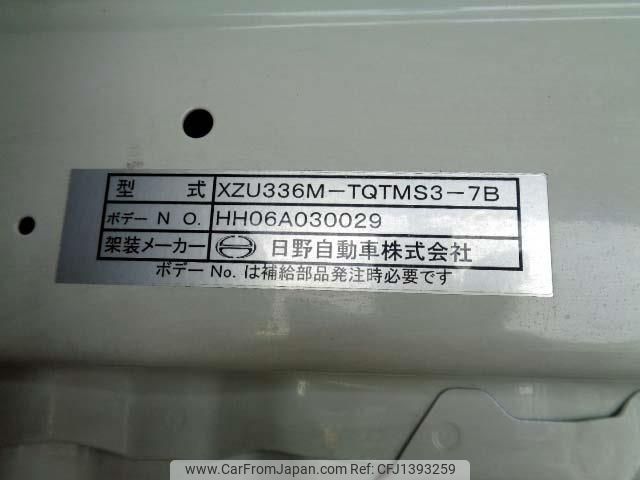 型 式 XZU336M-TQTMS3-7B
ボデー N O. HH06A030029
架装メーカー 日野自動車株式会社
ボデー No. は補給部品発注時必要です
www.CarFromJapan.com - Photo No. CFJ1393259